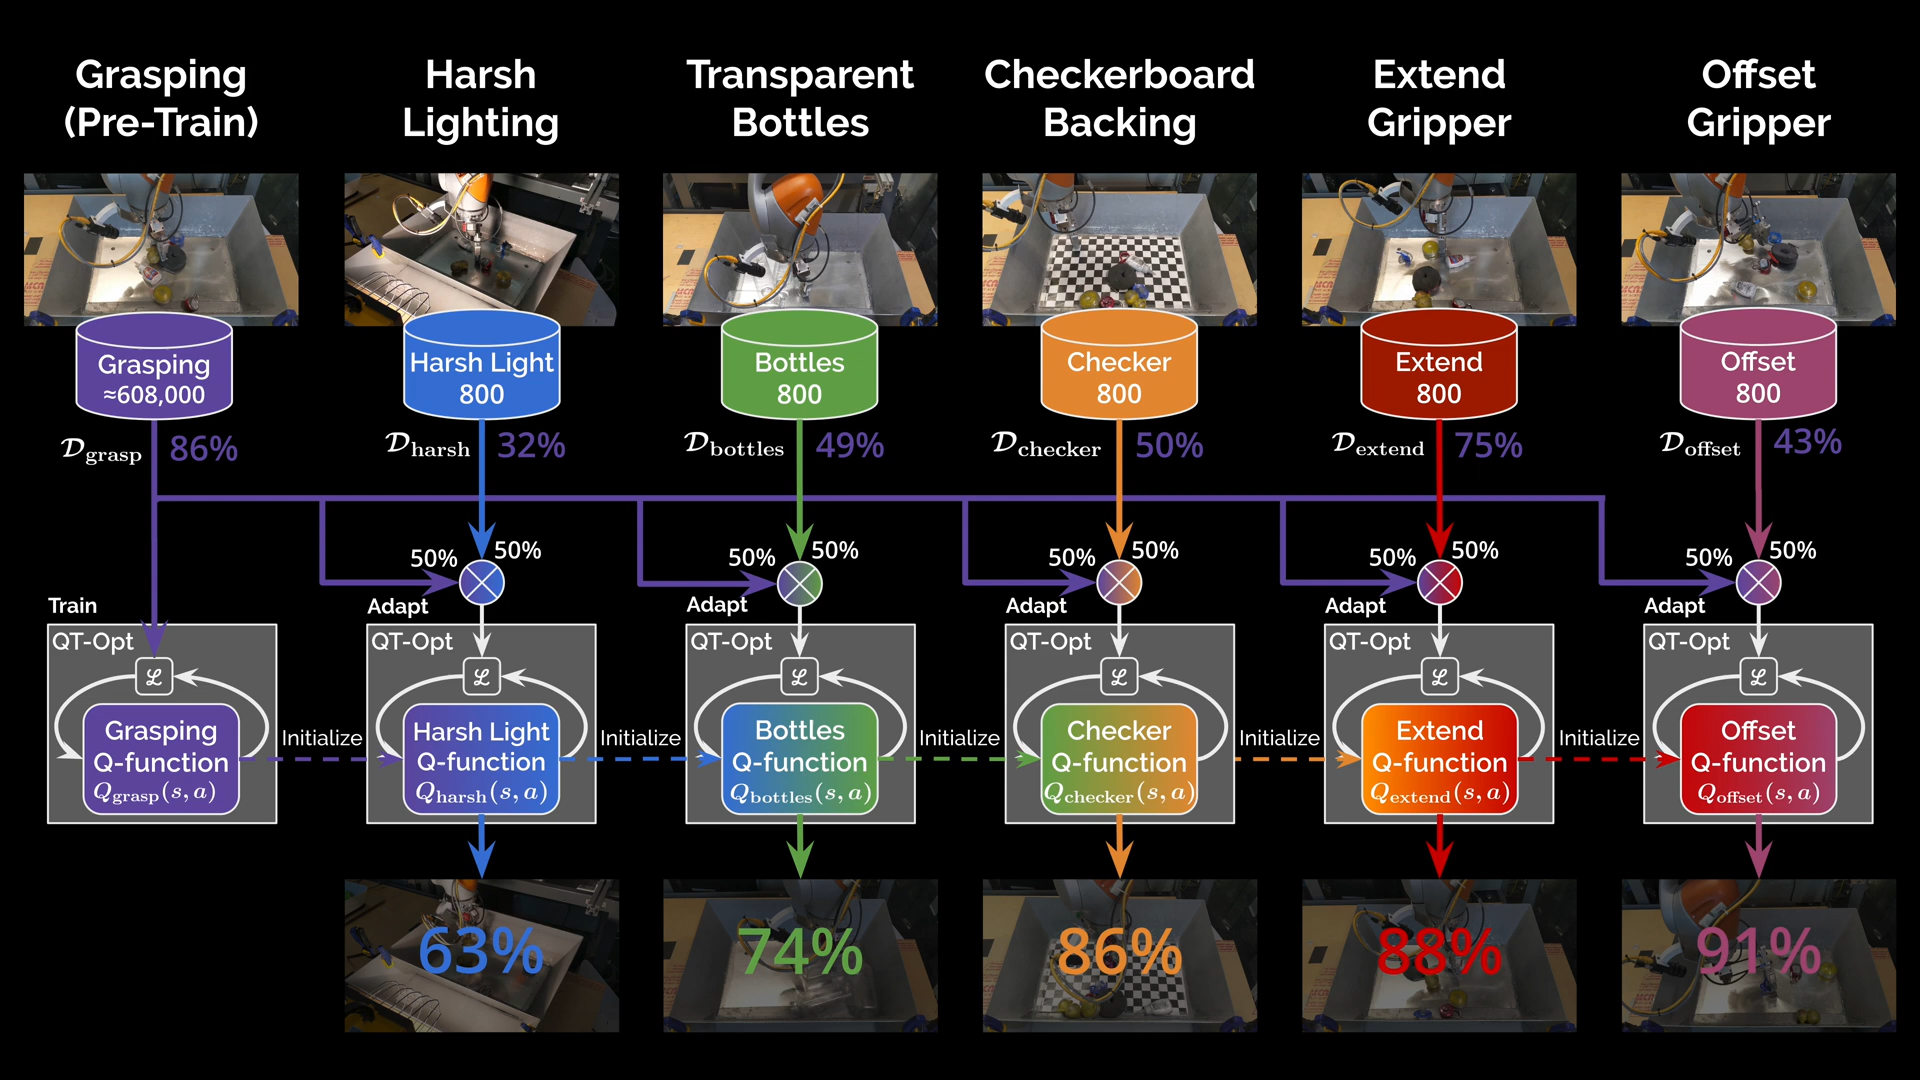 Grasping
(Pre-Train)
Harsh
Lighting
Transparent
Bottles
Checkerboard
Backing
Extend
Gripper
Offset
Gripper
Grasping
≈608,000
Harsh Light
800
Bottles
800
Checker
800
Extend
800
Offset
800
𝒟grasp 86%
𝒟harsh 32%
𝒟bottles 49%
𝒟checker 50%
𝒟extend 75%
𝒟offset 43%
50% 50%
50% 50%
50% 50%
50% 50%
50% 50%
Train
Adapt
Adapt
Adapt
Adapt
Adapt
QT-Opt
QT-Opt
QT-Opt
QT-Opt
QT-Opt
QT-Opt
ℒ
ℒ
ℒ
ℒ
ℒ
ℒ
Grasping
Q-function
Qgrasp(s, a)
Initialize
Harsh Light
Q-function
Qharsh(s, a)
Initialize
Bottles
Q-function
Qbottles(s, a)
Initialize
Checker
Q-function
Qchecker(s, a)
Initialize
Extend
Q-function
Qextend(s, a)
Initialize
Offset
Q-function
Qoffset(s, a)
63%
74%
86%
88%
91%